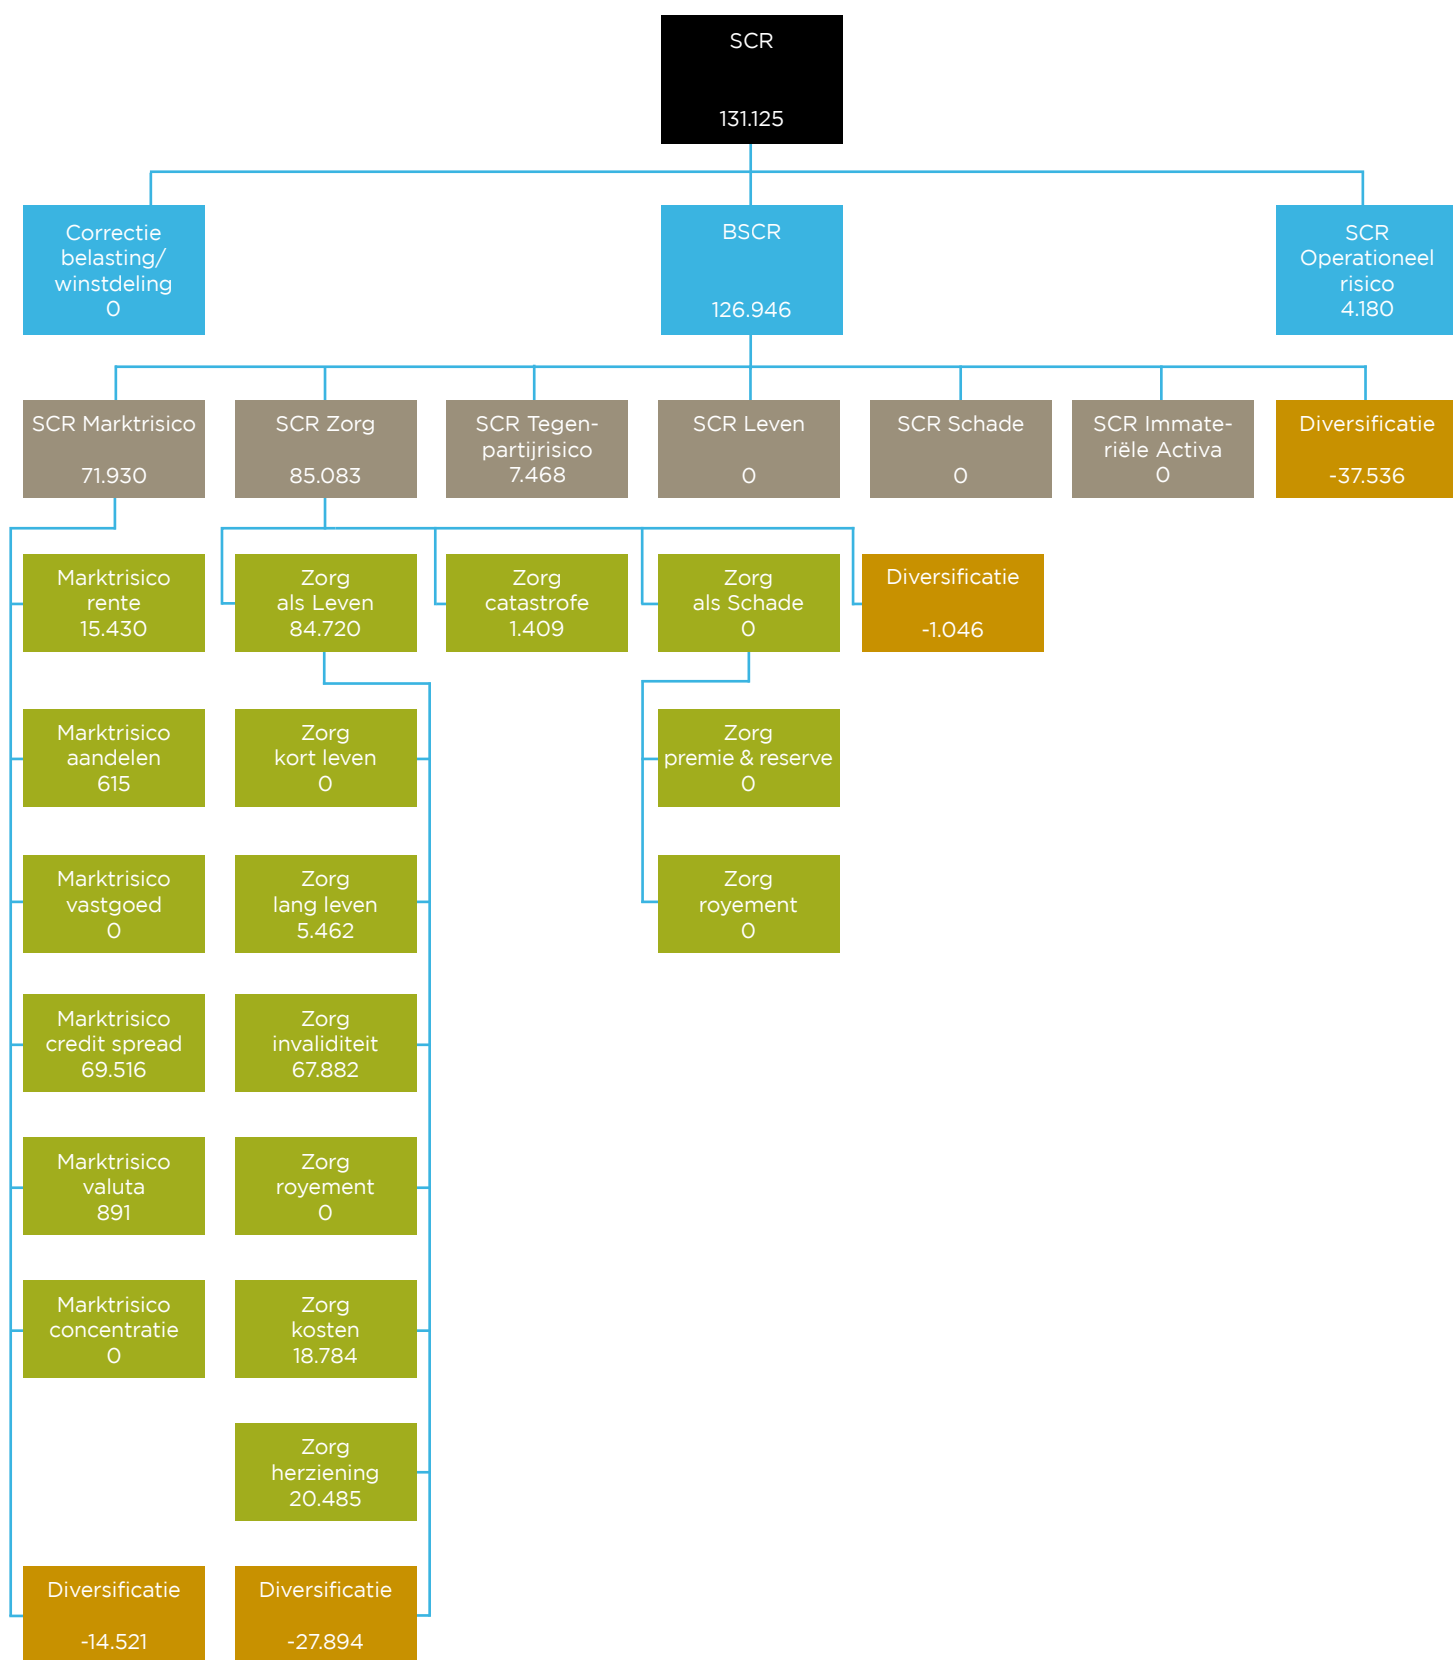 SCR
131.125
Correctie
belasting/
winstdeling
0
BSCR
126.946
SCR
Operationeel
risico
4.180
SCR Marktrisico
71.930
SCR Zorg
85.083
SCR Tegen-
partijrisico
7.468
SCR Leven
0
SCR Schade
0
SCR Immate-
riële Activa
0
Diversificatie
-37.536
Marktrisico
rente
15.430
Zorg
als Leven
84.720
Zorg
catastrofe
1.409
Zorg
als Schade
0
Diversificatie
-1.046
Marktrisico
aandelen
615
Zorg
kort leven
0
Zorg
premie & reserve
0
Marktrisico
vastgoed
0
Zorg
lang leven
5.462
Zorg
royement
0
Marktrisico
credit spread
69.516
Zorg
invaliditeit
67.882
Marktrisico
valuta
891
Zorg
royement
0
Marktrisico
concentratie
0
Zorg
kosten
18.784
Zorg
herziening
20.485
Diversificatie
-14.521
Diversificatie
-27.894